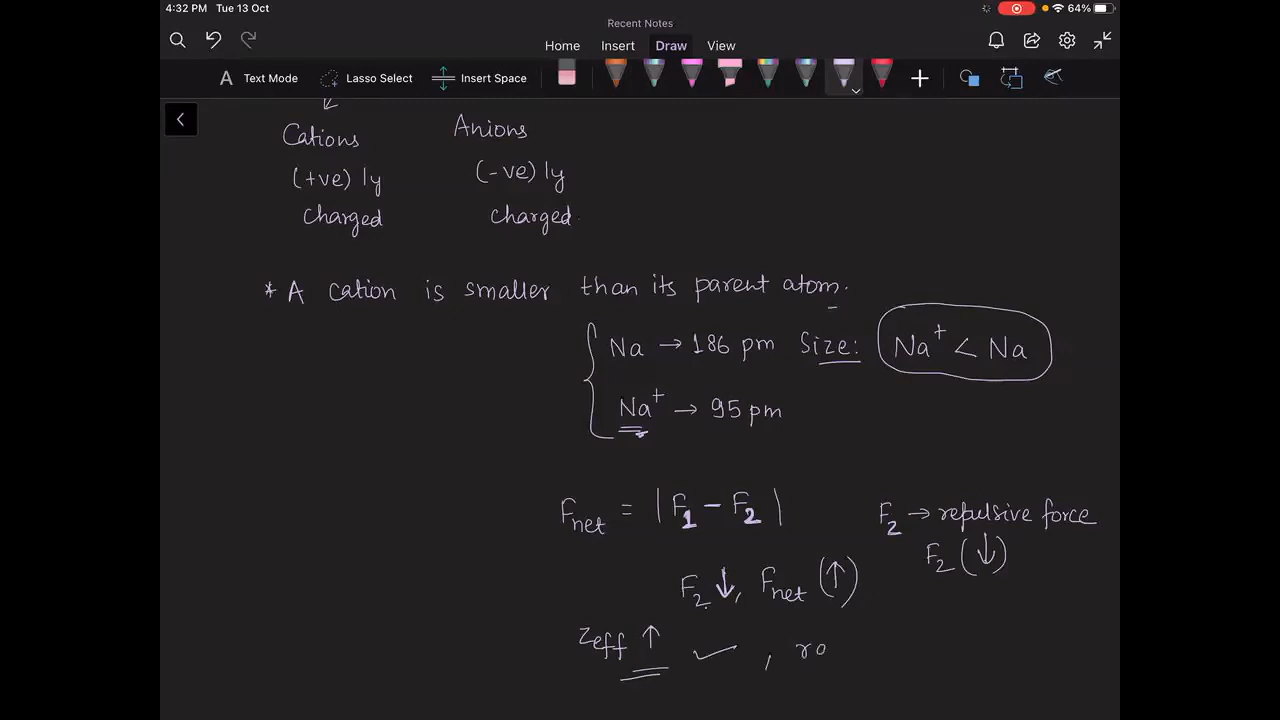 4:32 PM Tue 13 Oct
64%
Recent Notes
Home Insert Draw View
Text Mode Lasso Select Insert Space
Cations Anions
(+ve) ly (-ve) ly
charged charged
* A cation is smaller than its parent atom.
Na → 186 pm Size: Na⁺ < Na
Na⁺ → 95 pm
Fnet = |F₁ - F₂| F₂ → repulsive force
F₂ (↓)
F₂ ↓, Fnet (↑)
Zeff ↑ ✓ , ra